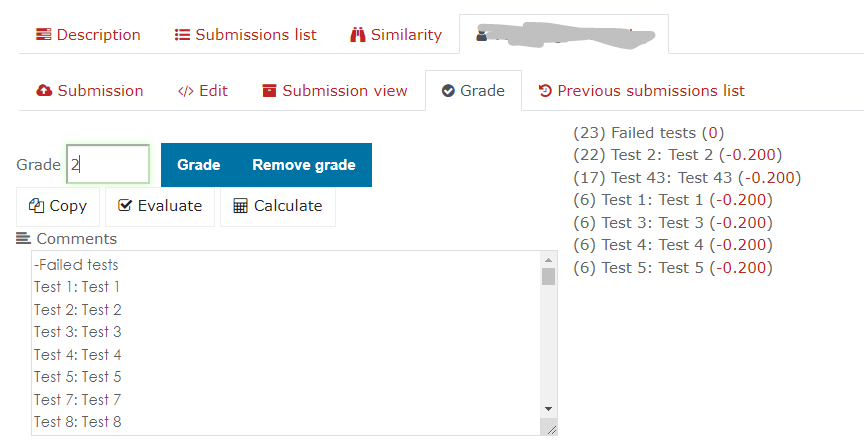 Description Submissions list Similarity
Submission Edit Submission view Grade Previous submissions list
Grade 2 Grade Remove grade
Copy Evaluate Calculate
Comments
-Failed tests
Test 1: Test 1
Test 2: Test 2
Test 3: Test 3
Test 4: Test 4
Test 5: Test 5
Test 7: Test 7
Test 8: Test 8
(23) Failed tests (0)
(22) Test 2: Test 2 (-0.200)
(17) Test 43: Test 43 (-0.200)
(6) Test 1: Test 1 (-0.200)
(6) Test 3: Test 3 (-0.200)
(6) Test 4: Test 4 (-0.200)
(6) Test 5: Test 5 (-0.200)